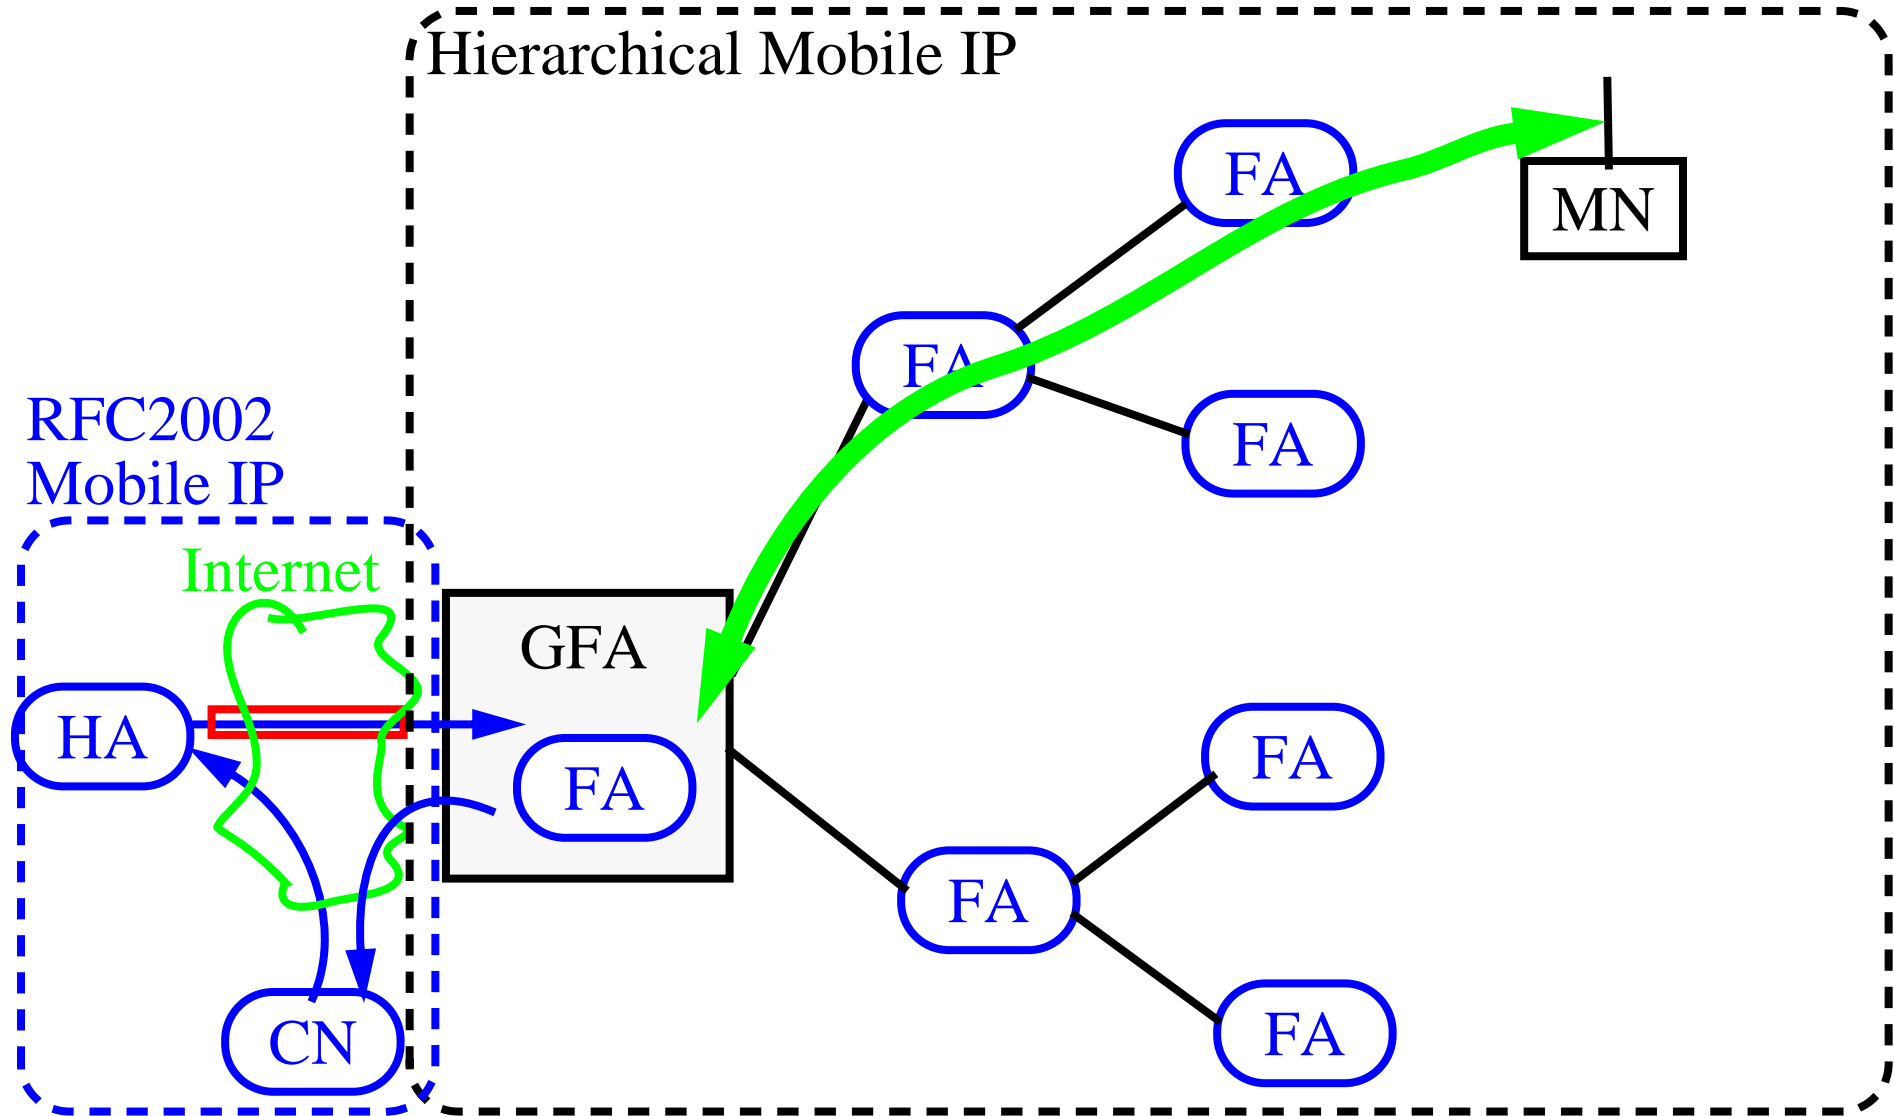 Hierarchical Mobile IP
FA
MN
FA
RFC2002
Mobile IP
FA
Internet
GFA
HA
FA
FA
FA
CN
FA